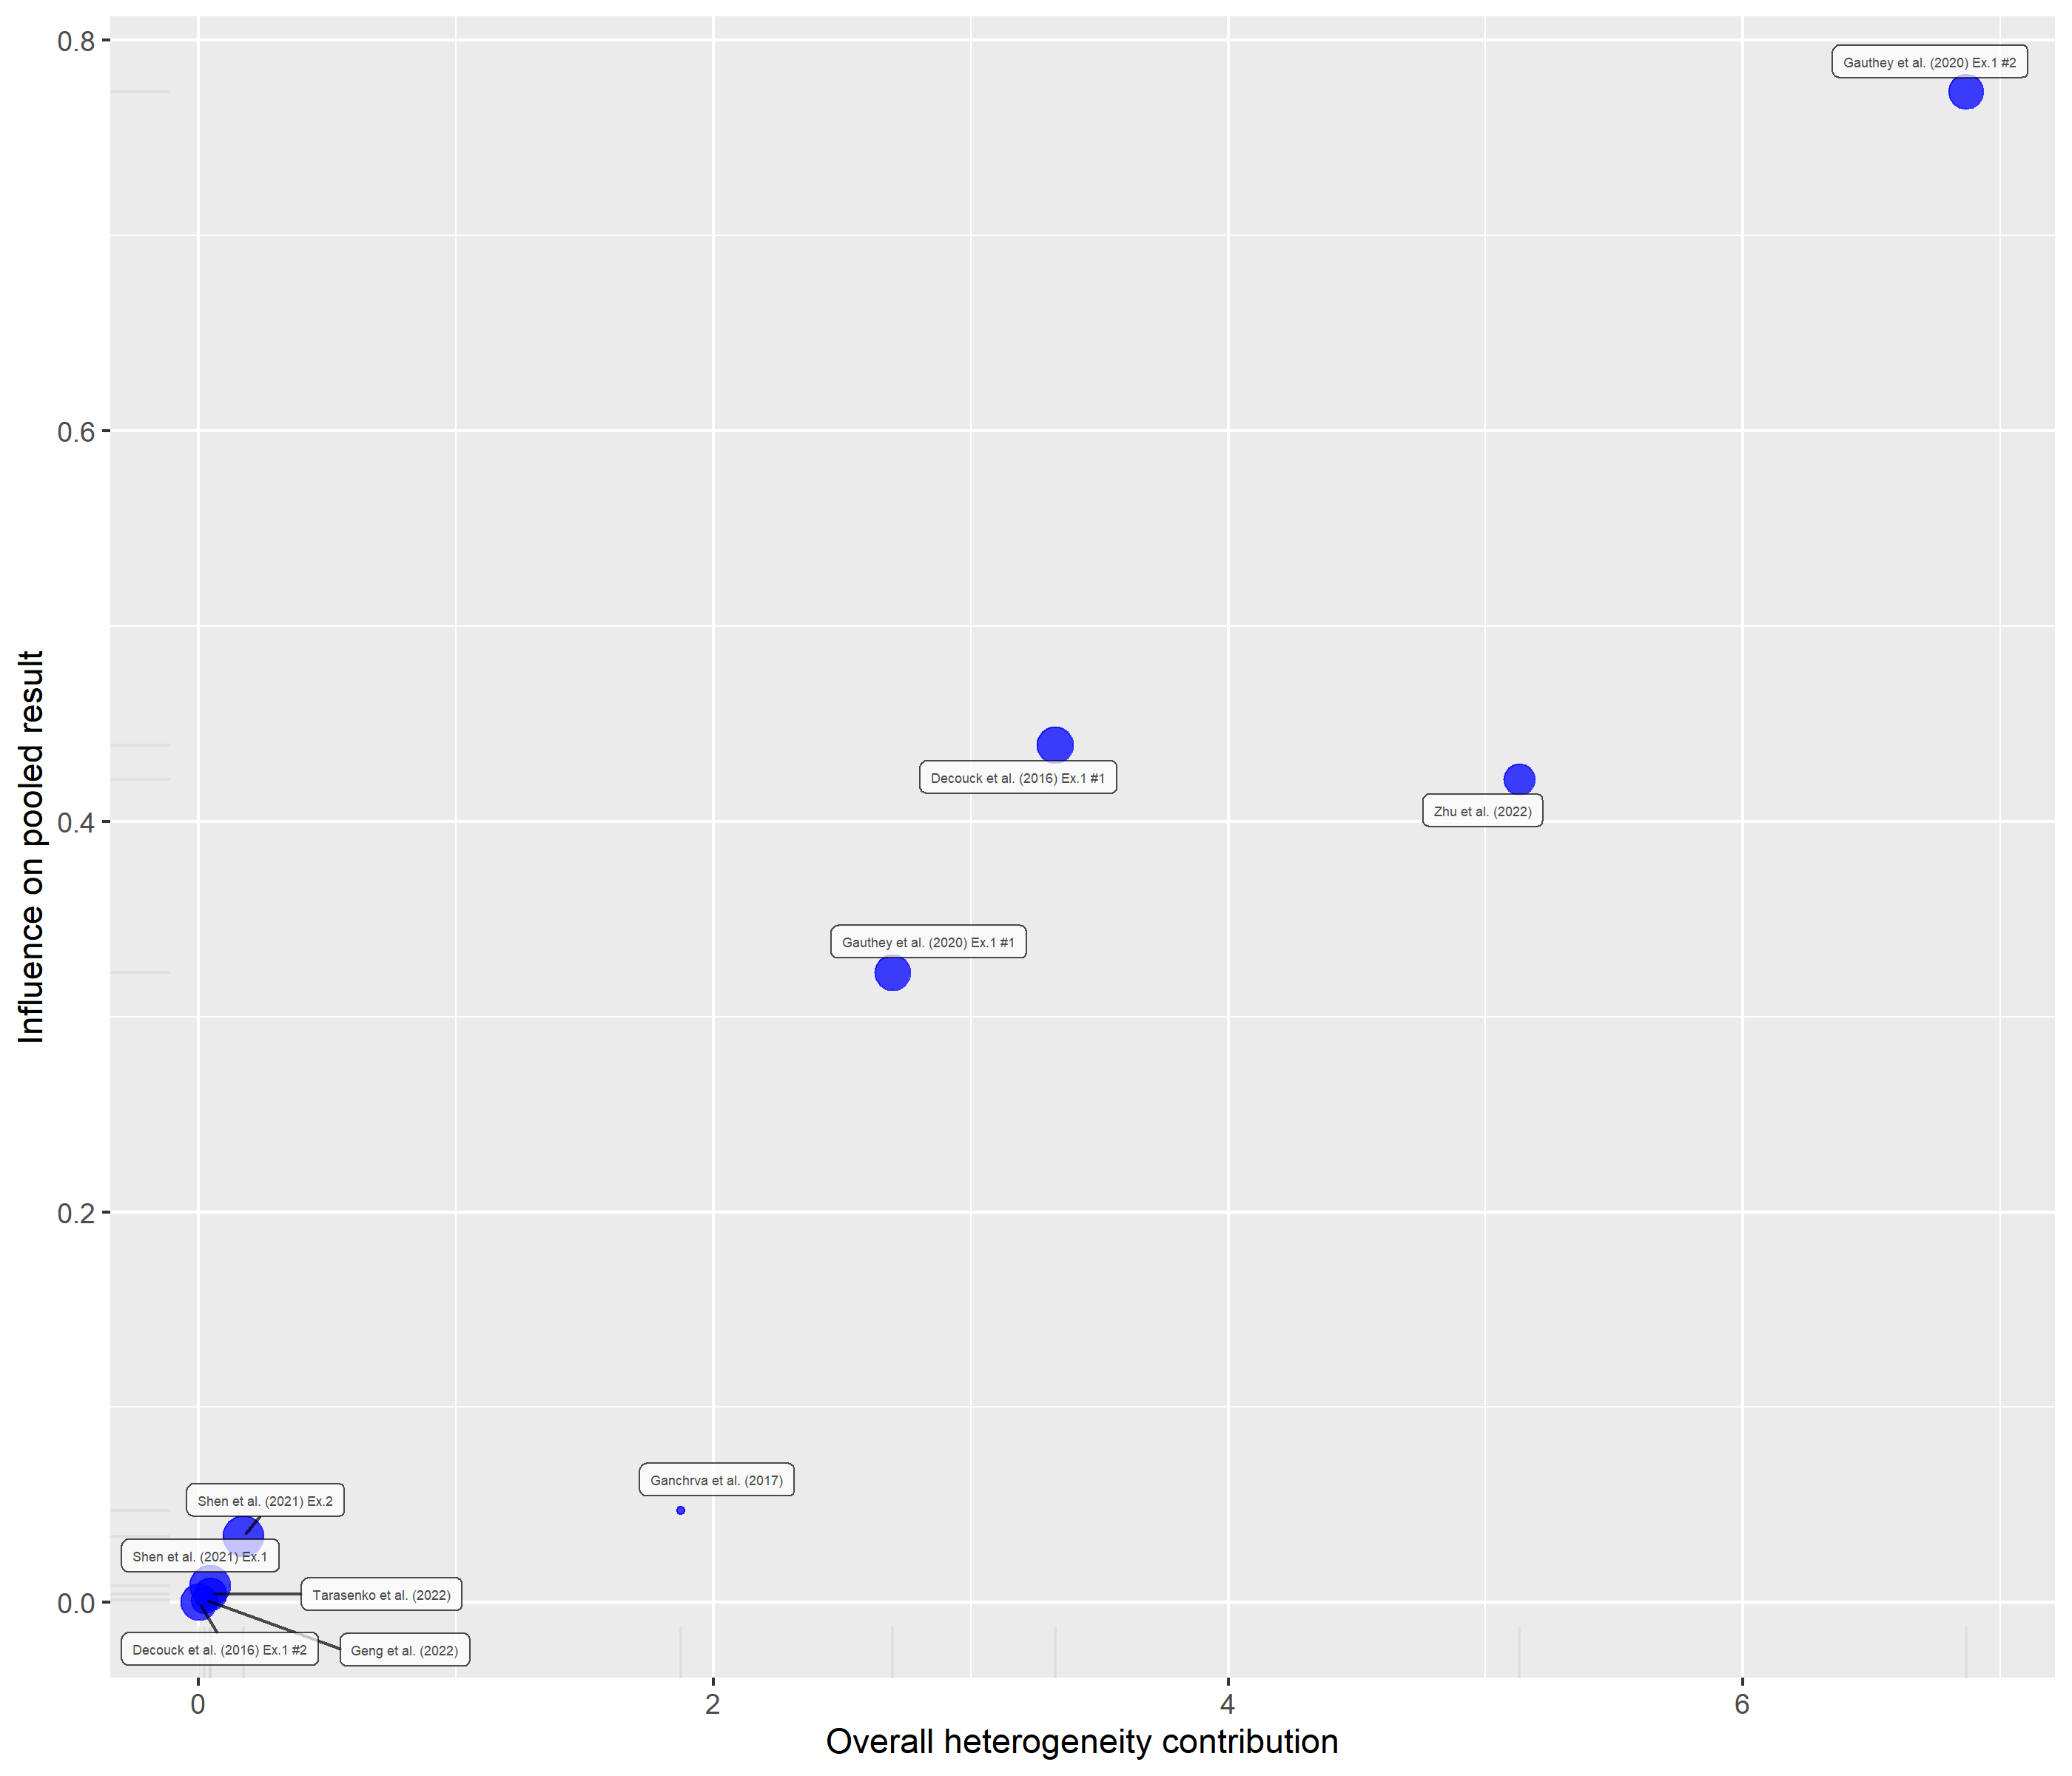 0.8
Gauthey et al. (2020) Ex.1 #2
0.6
Influence on pooled result
Decouck et al. (2016) Ex.1 #1
Zhu et al. (2022)
0.4
Gauthey et al. (2020) Ex.1 #1
0.2
Ganchrva et al. (2017)
Shen et al. (2021) Ex.2
Shen et al. (2021) Ex.1
Tarasenko et al. (2022)
0.0
Decouck et al. (2016) Ex.1 #2
Geng et al. (2022)
0
2
4
6
Overall heterogeneity contribution